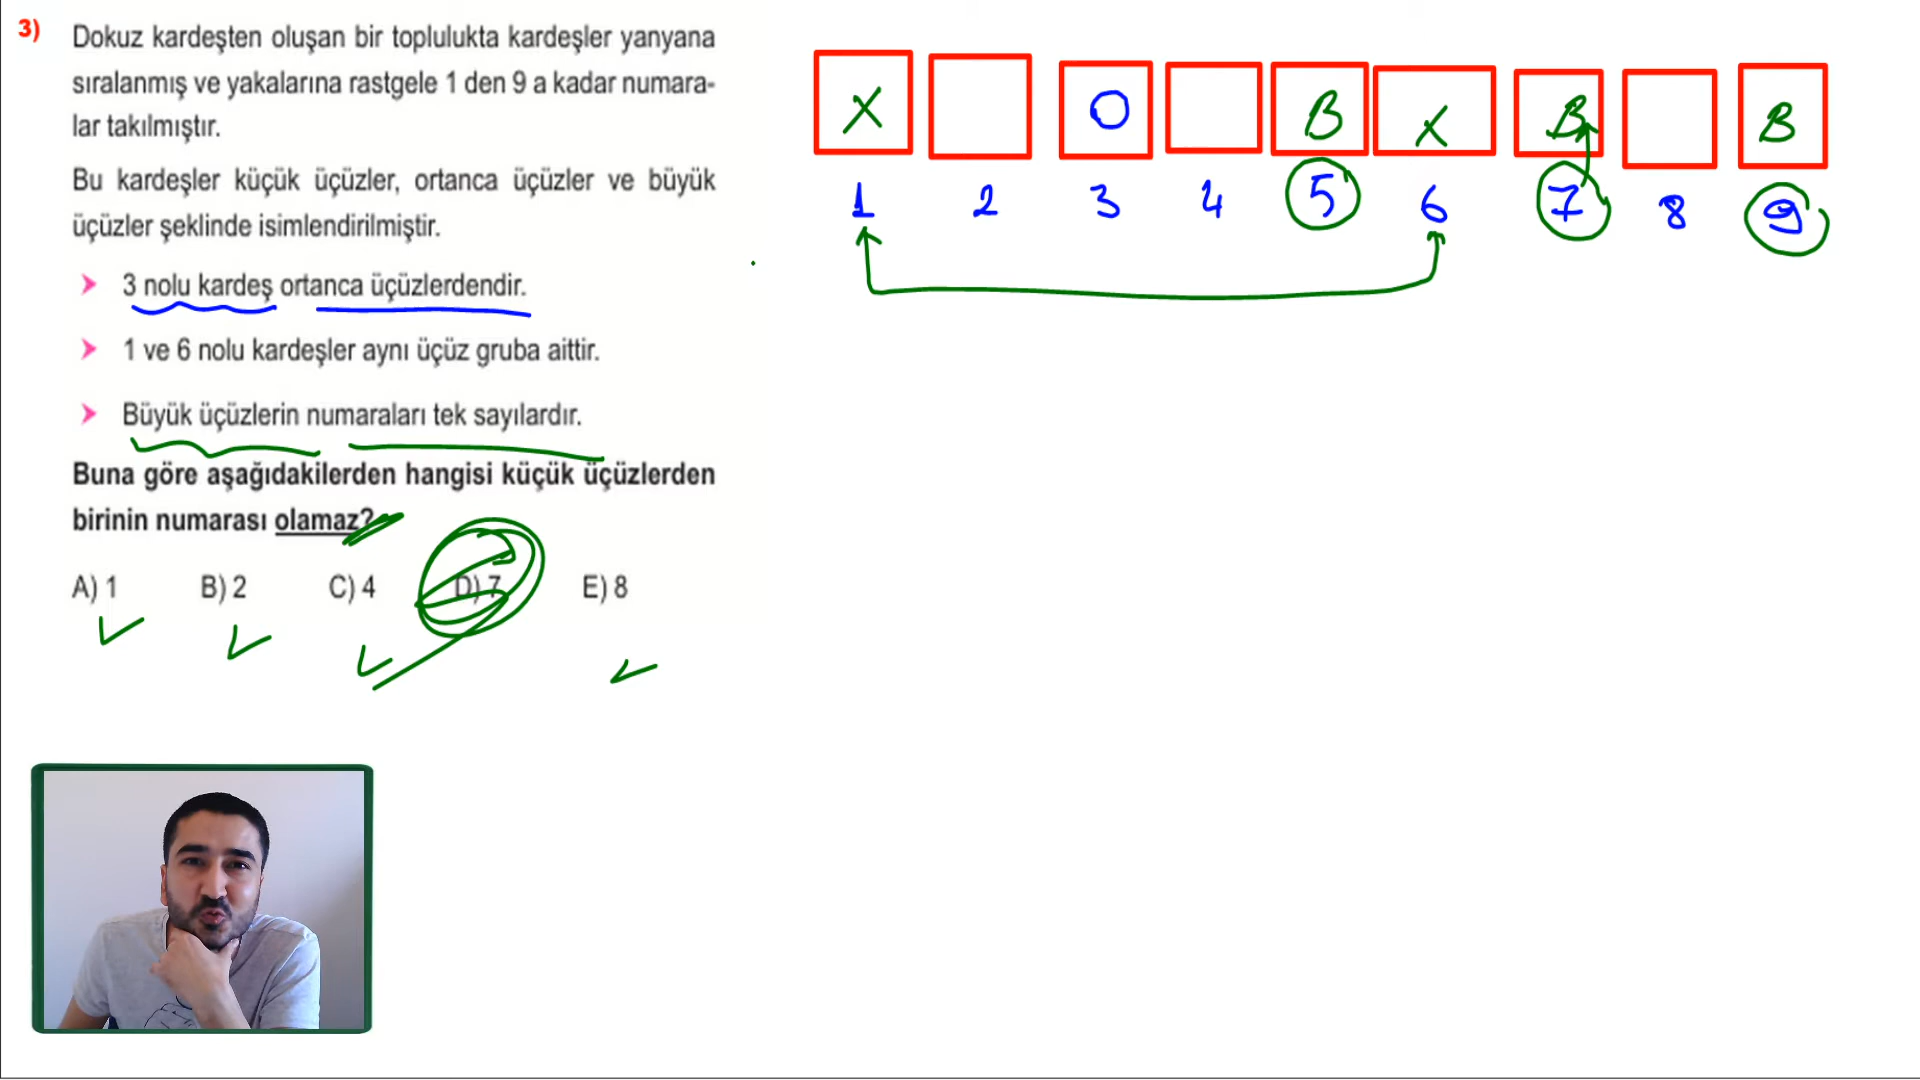 3)
Dokuz kardeşten oluşan bir toplulukta kardeşler yanyana
sıralanmış ve yakalarına rastgele 1 den 9 a kadar numara-
lar takılmıştır.
Bu kardeşler küçük üçüzler, ortanca üçüzler ve büyük
üçüzler şeklinde isimlendirilmiştir.
3 nolu kardeş ortanca üçüzlerdendir.
1 ve 6 nolu kardeşler aynı üçüz gruba aittir.
Büyük üçüzlerin numaraları tek sayılardır.
Buna göre aşağıdakilerden hangisi küçük üçüzlerden
birinin numarası olamaz?
A) 1 B) 2 C) 4 D) 7 E) 8
X O B X B B
1 2 3 4 5 6 7 8 9